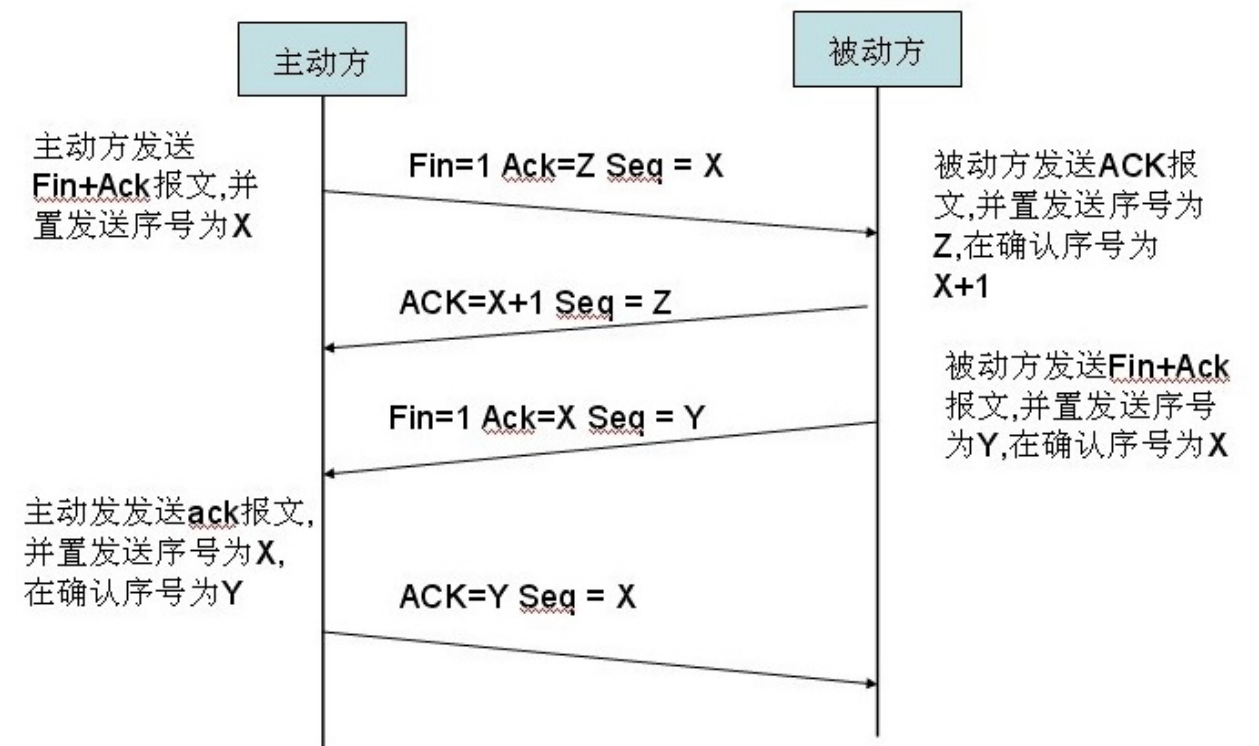 主动方
被动方
主动方发送
Fin+Ack报文,并
置发送序号为X
Fin=1 Ack=Z Seq = X
被动方发送ACK报
文,并置发送序号为
Z,在确认序号为
X+1
ACK=X+1 Seq = Z
被动方发送Fin+Ack
报文,并置发送序号
为Y,在确认序号为X
Fin=1 Ack=X Seq = Y
主动发发送ack报文,
并置发送序号为X,
在确认序号为Y
ACK=Y Seq = X